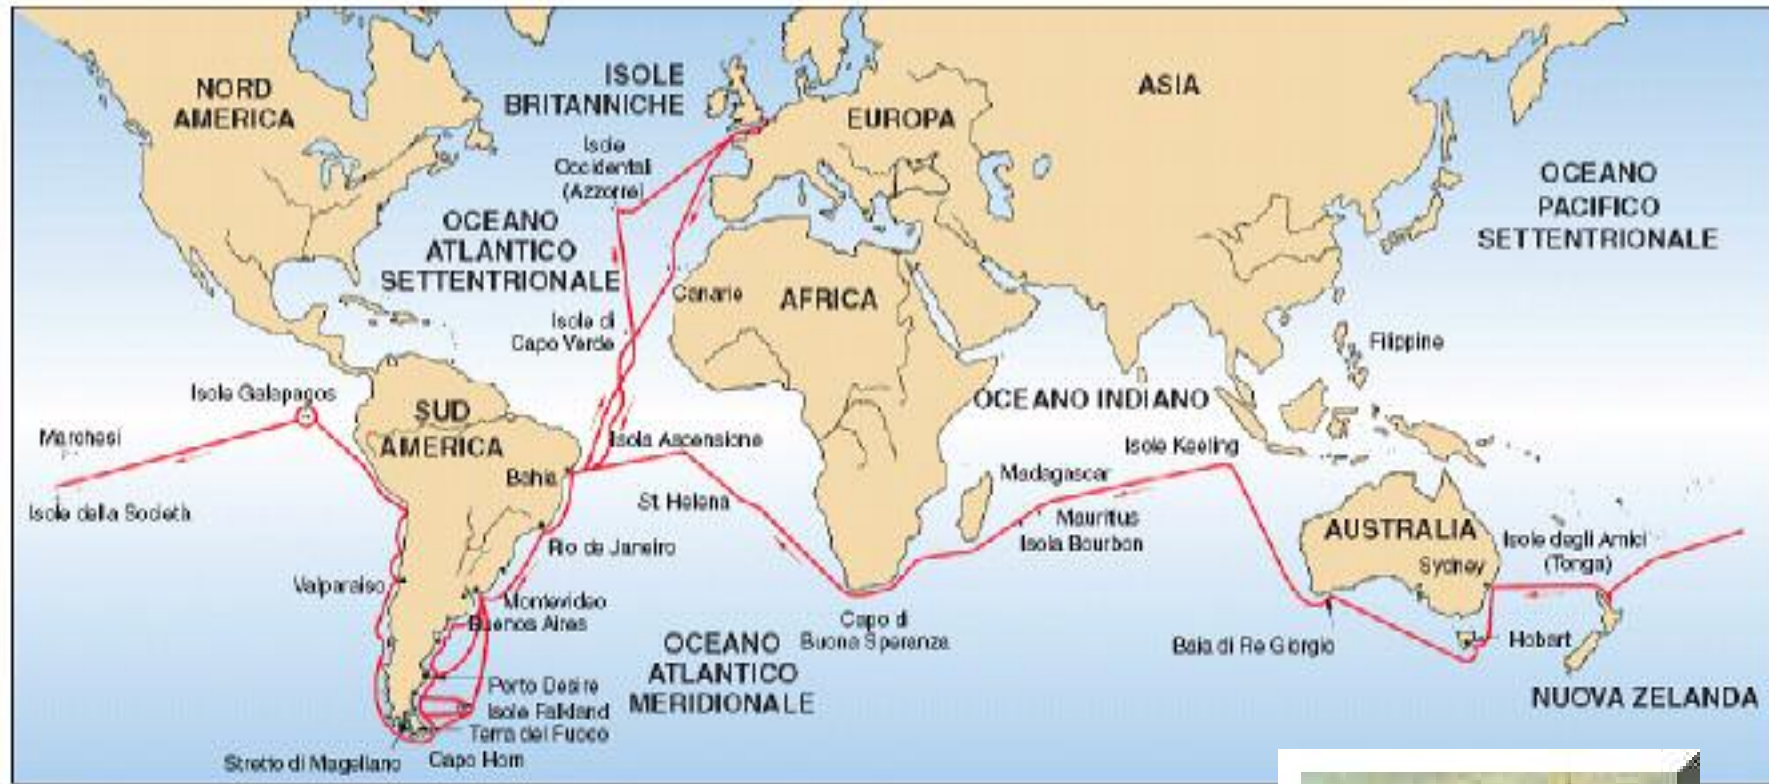 NORD
AMERICA
ISOLE
BRITANNICHE
EUROPA
ASIA
Isole
Occidentali
(Azzorre)
OCEANO
ATLANTICO
SETTENTRIONALE
OCEANO
PACIFICO
SETTENTRIONALE
Canarie
AFRICA
Isole di
Capo Verde
Filippine
Isole Galapagos
SUD
AMERICA
OCEANO INDIANO
Marchesi
Isola Ascensione
Isole Keeling
Bahia
Madagascar
Isole della Società
St Helena
Mauritius
Isola Bourbon
AUSTRALIA
Isole degli Amici
(Tonga)
Sydney
Rio de Janeiro
Valparaiso
Montevideo
Buenos Aires
Capo di
Buona Speranza
OCEANO
ATLANTICO
MERIDIONALE
Baia di Re Giorgio
Hobart
Porto Desire
Isole Falkland
Terra del Fuoco
NUOVA ZELANDA
Stretto di Magellano
Capo Horn